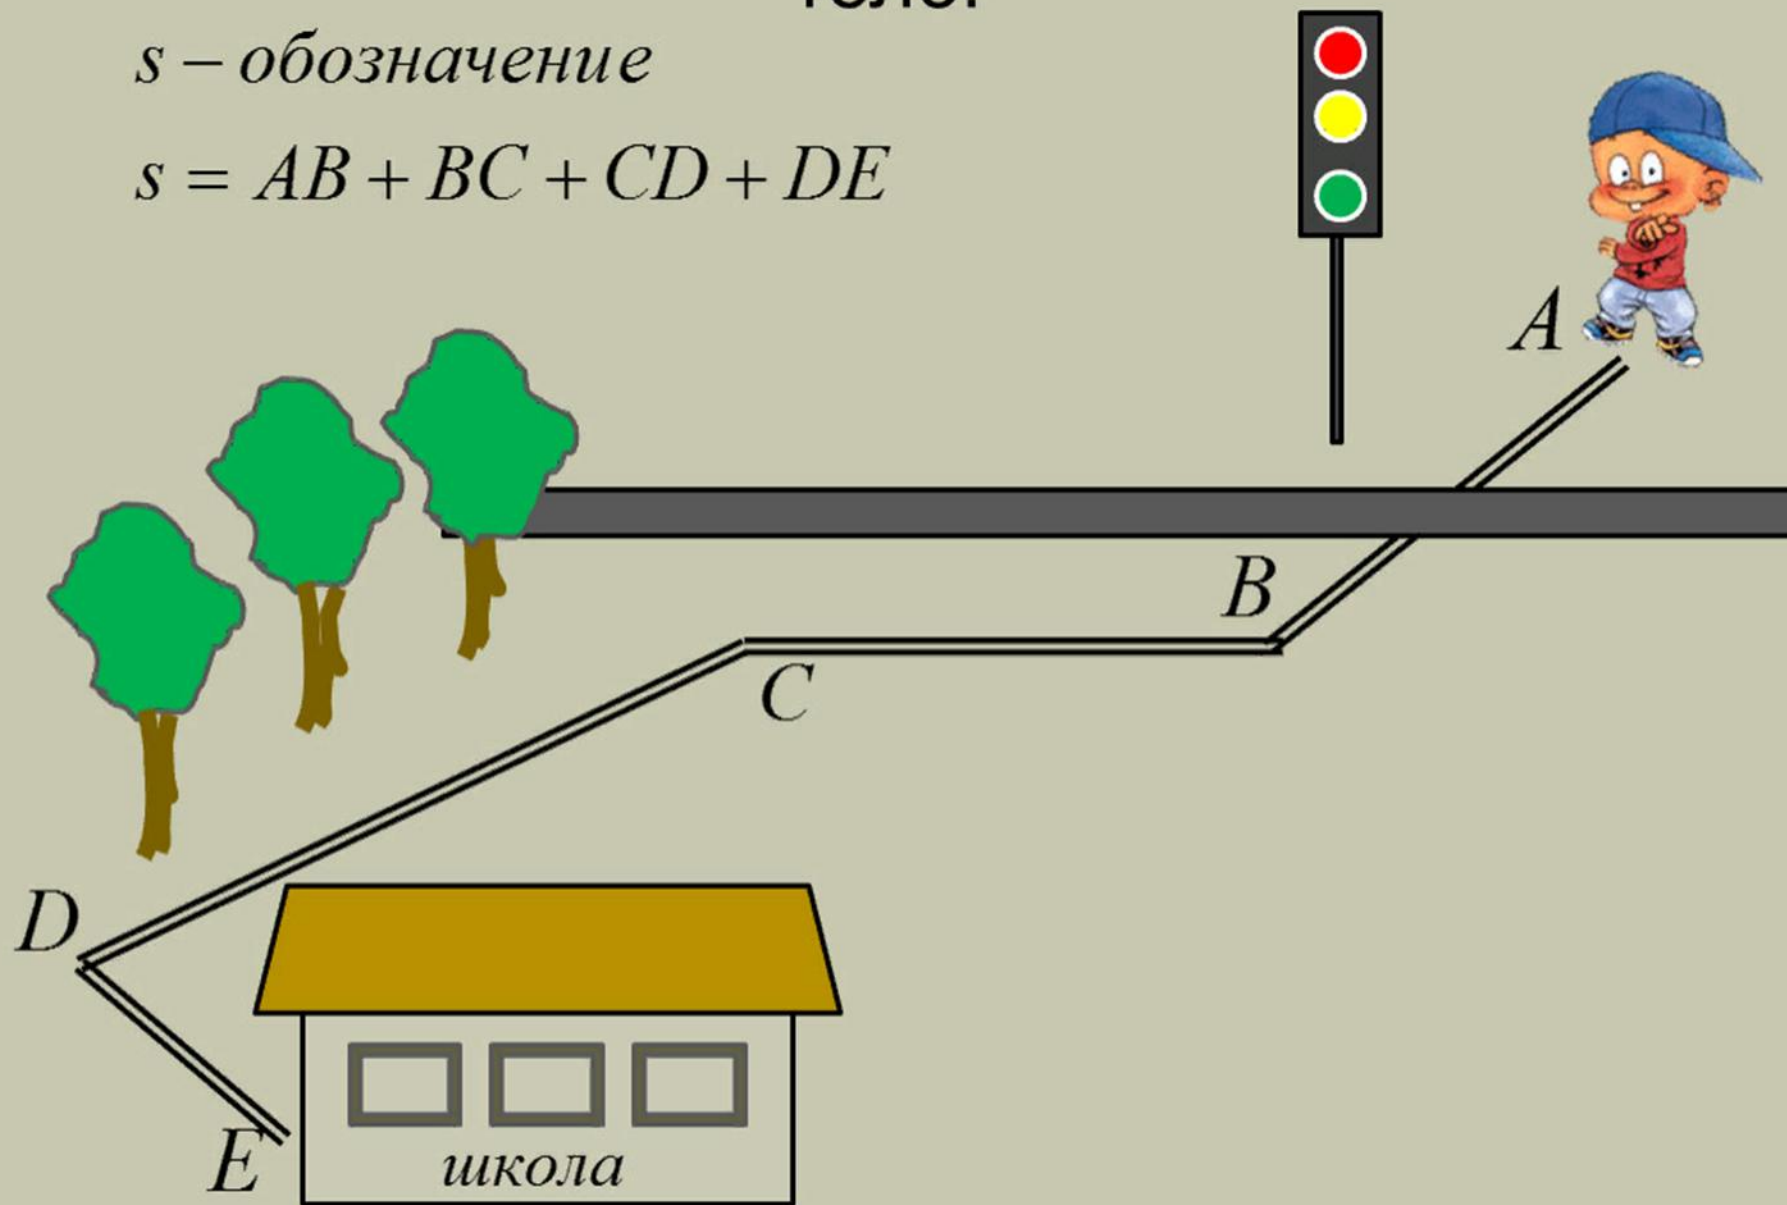 s – обозначение
s = AB + BC + CD + DE
A
B
C
D
E
школа